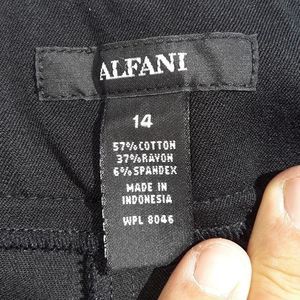 ALFANI
14
57% COTTON
37% RAYON
6% SPANDEX
MADE IN
INDONESIA
WPL 8046